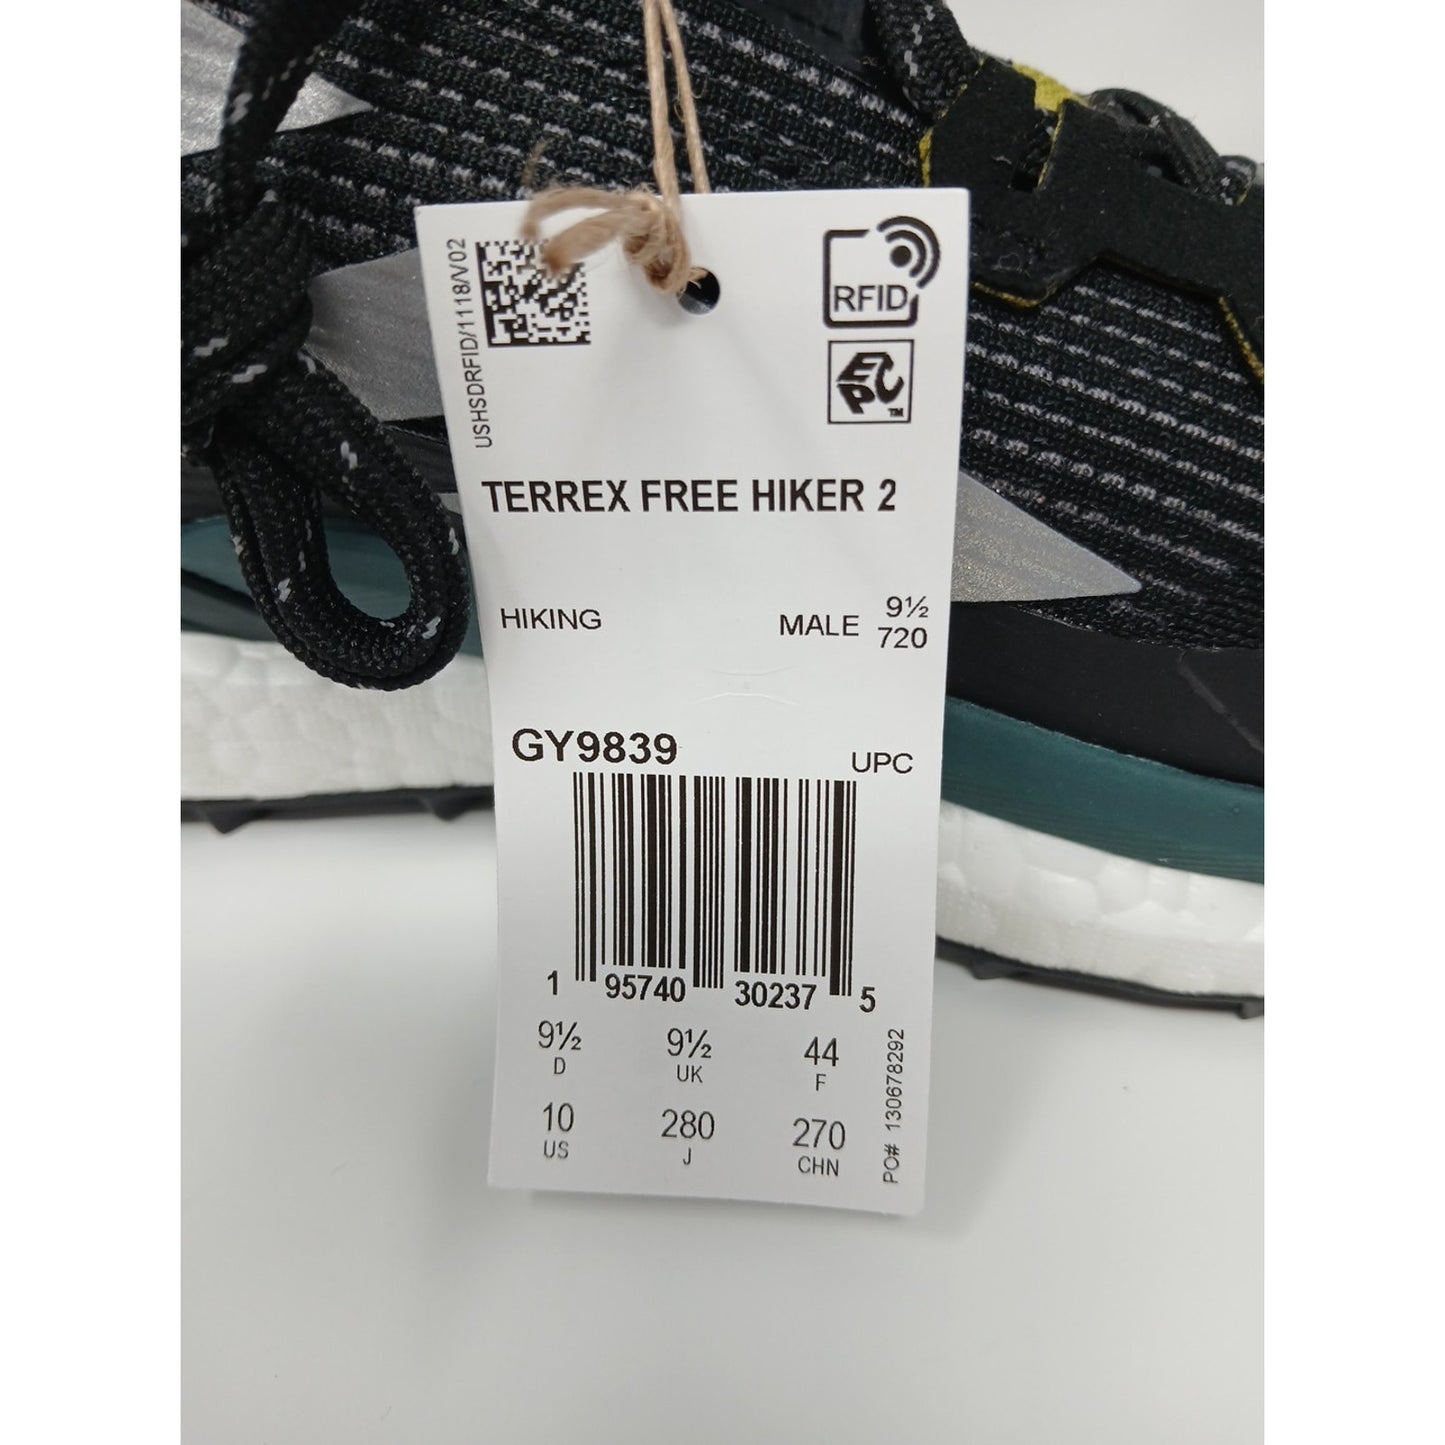 USHSDRFID/1118/V02
RFID
EPC™
TERREX FREE HIKER 2
HIKING
MALE 9½
720
GY9839
UPC
1 95740 30237 5
9½ 9½ 44
D UK F
10 280 270
US J CHN
PO# 130678292